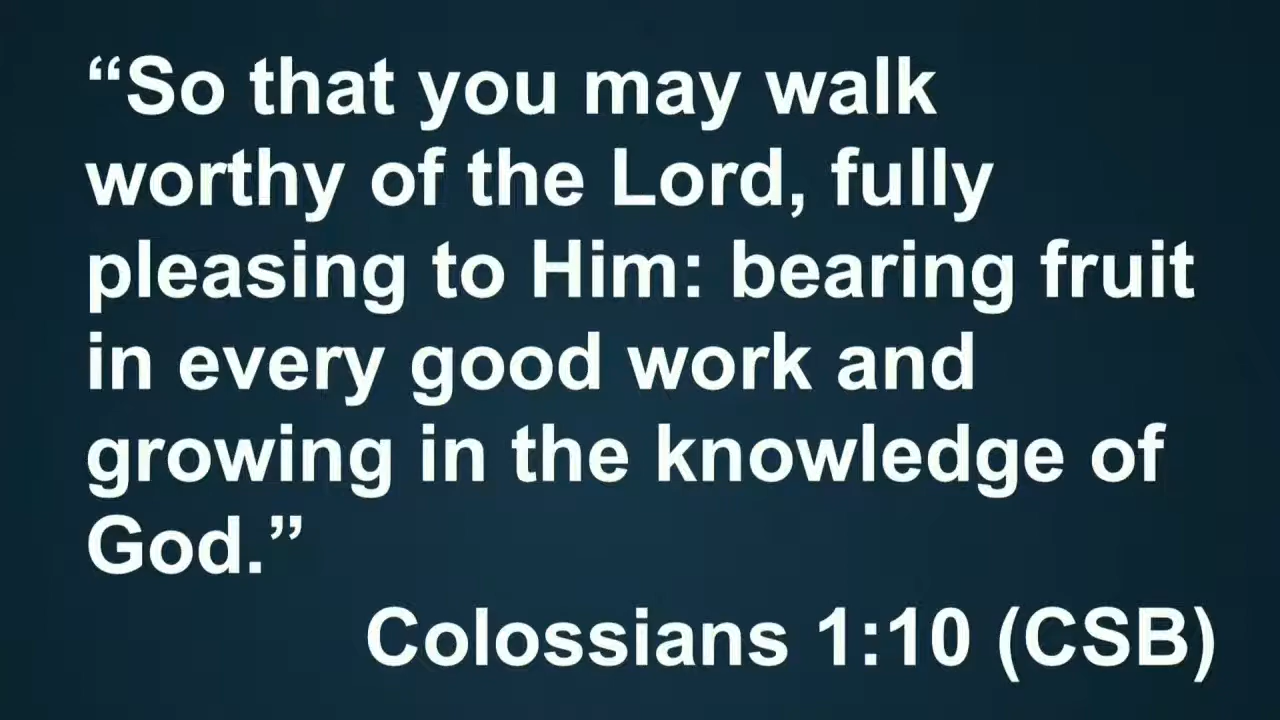 “So that you may walk
worthy of the Lord, fully
pleasing to Him: bearing fruit
in every good work and
growing in the knowledge of
God.”
Colossians 1:10 (CSB)